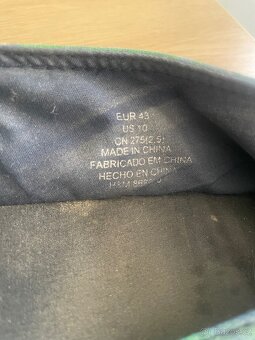 EUR 43
US 10
CN 275(2.5)
MADE IN CHINA
FABRICADO EM CHINA
HECHO EN CHINA